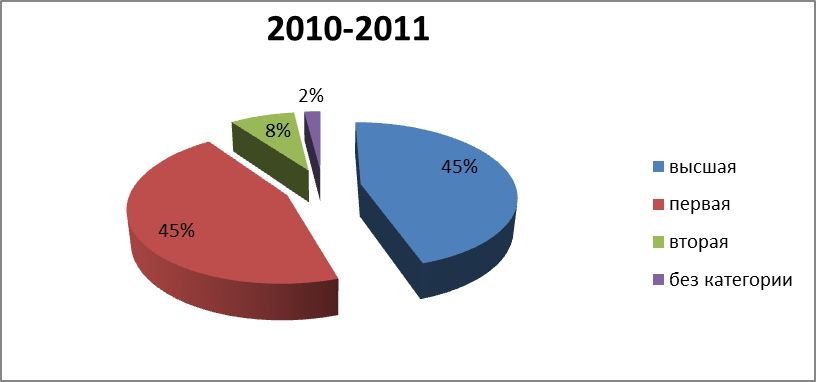 2010-2011
2%
8%
45%
45%
высшая
первая
вторая
без категории